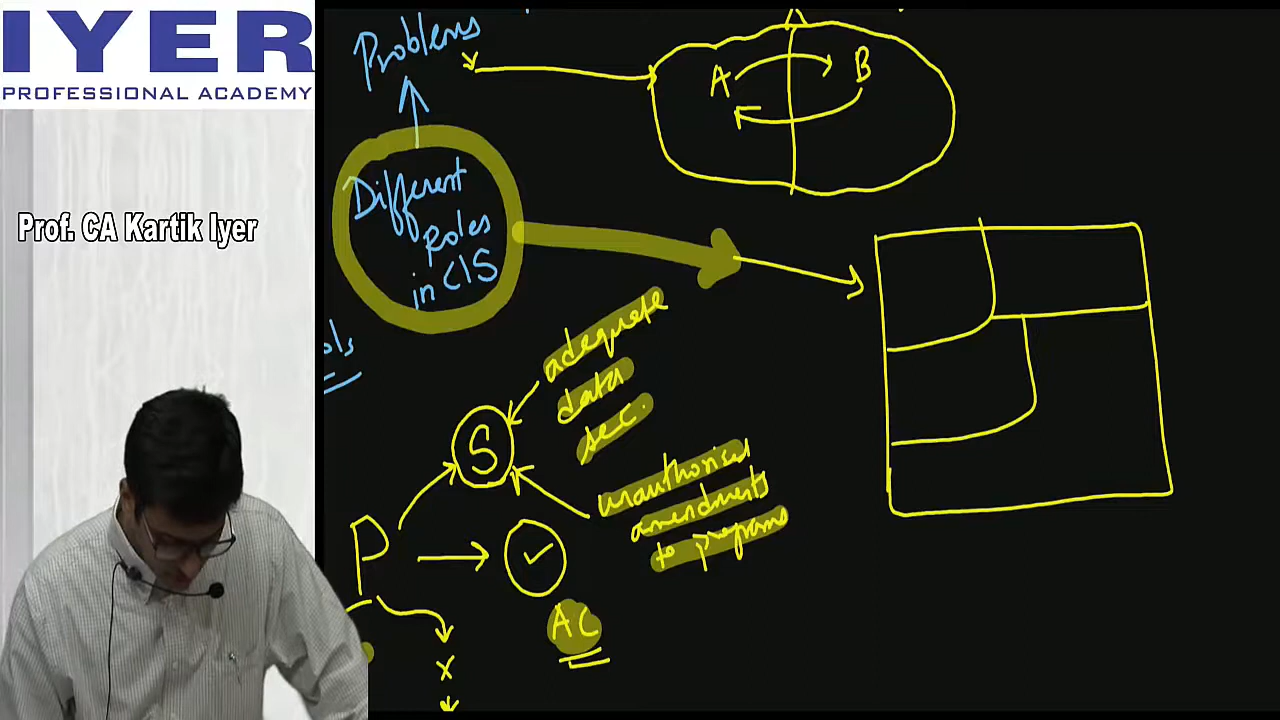 IYER
PROFESSIONAL ACADEMY
Prof. CA Kartik Iyer
Problems
A
B
Different
Roles
in CIS
ols
adequate
data
sec.
S
unauthorised
amendments
to programs
P
AC
x